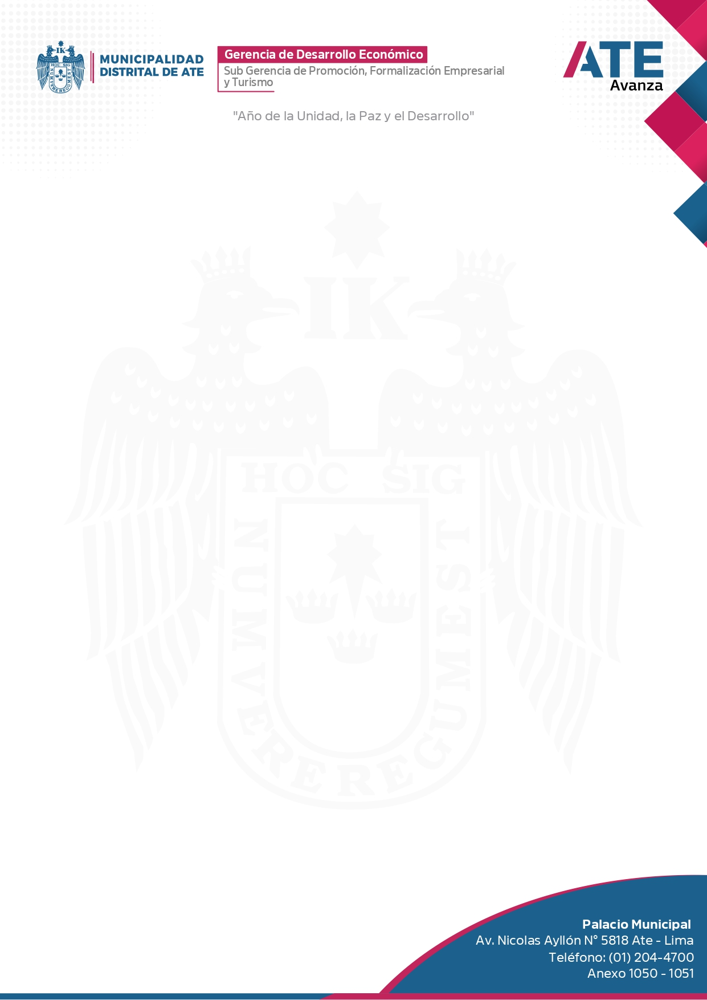 IK
HOC SIG
NUMVEREREGUMEST
MUNICIPALIDAD
DISTRITAL DE ATE
Gerencia de Desarrollo Económico
Sub Gerencia de Promoción, Formalización Empresarial
y Turismo
ATE
Avanza
"Año de la Unidad, la Paz y el Desarrollo"
IK
HOC SIG
NUMVEREREGUMEST
Palacio Municipal
Av. Nicolas Ayllón N° 5818 Ate - Lima
Teléfono: (01) 204-4700
Anexo 1050 - 1051